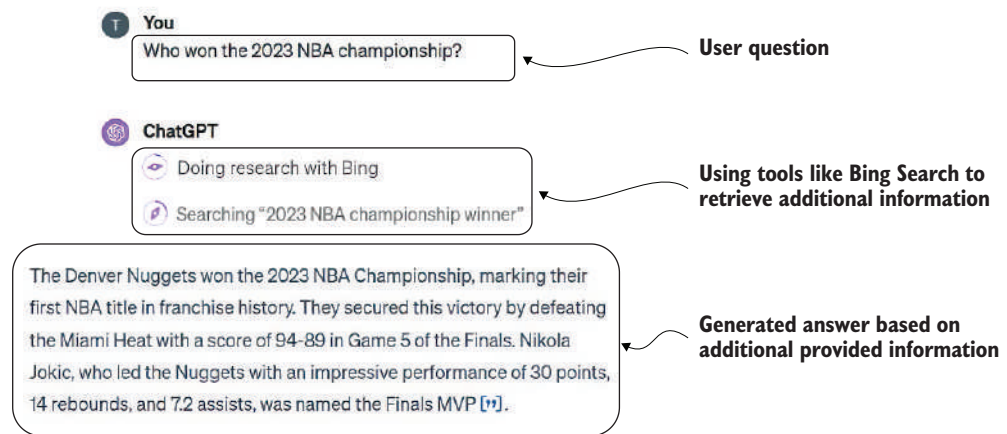 T
You
Who won the 2023 NBA championship?
User question
ChatGPT
Doing research with Bing
Searching “2023 NBA championship winner”
Using tools like Bing Search to
retrieve additional information
The Denver Nuggets won the 2023 NBA Championship, marking their
first NBA title in franchise history. They secured this victory by defeating
the Miami Heat with a score of 94-89 in Game 5 of the Finals. Nikola
Jokic, who led the Nuggets with an impressive performance of 30 points,
14 rebounds, and 7.2 assists, was named the Finals MVP [”].
Generated answer based on
additional provided information